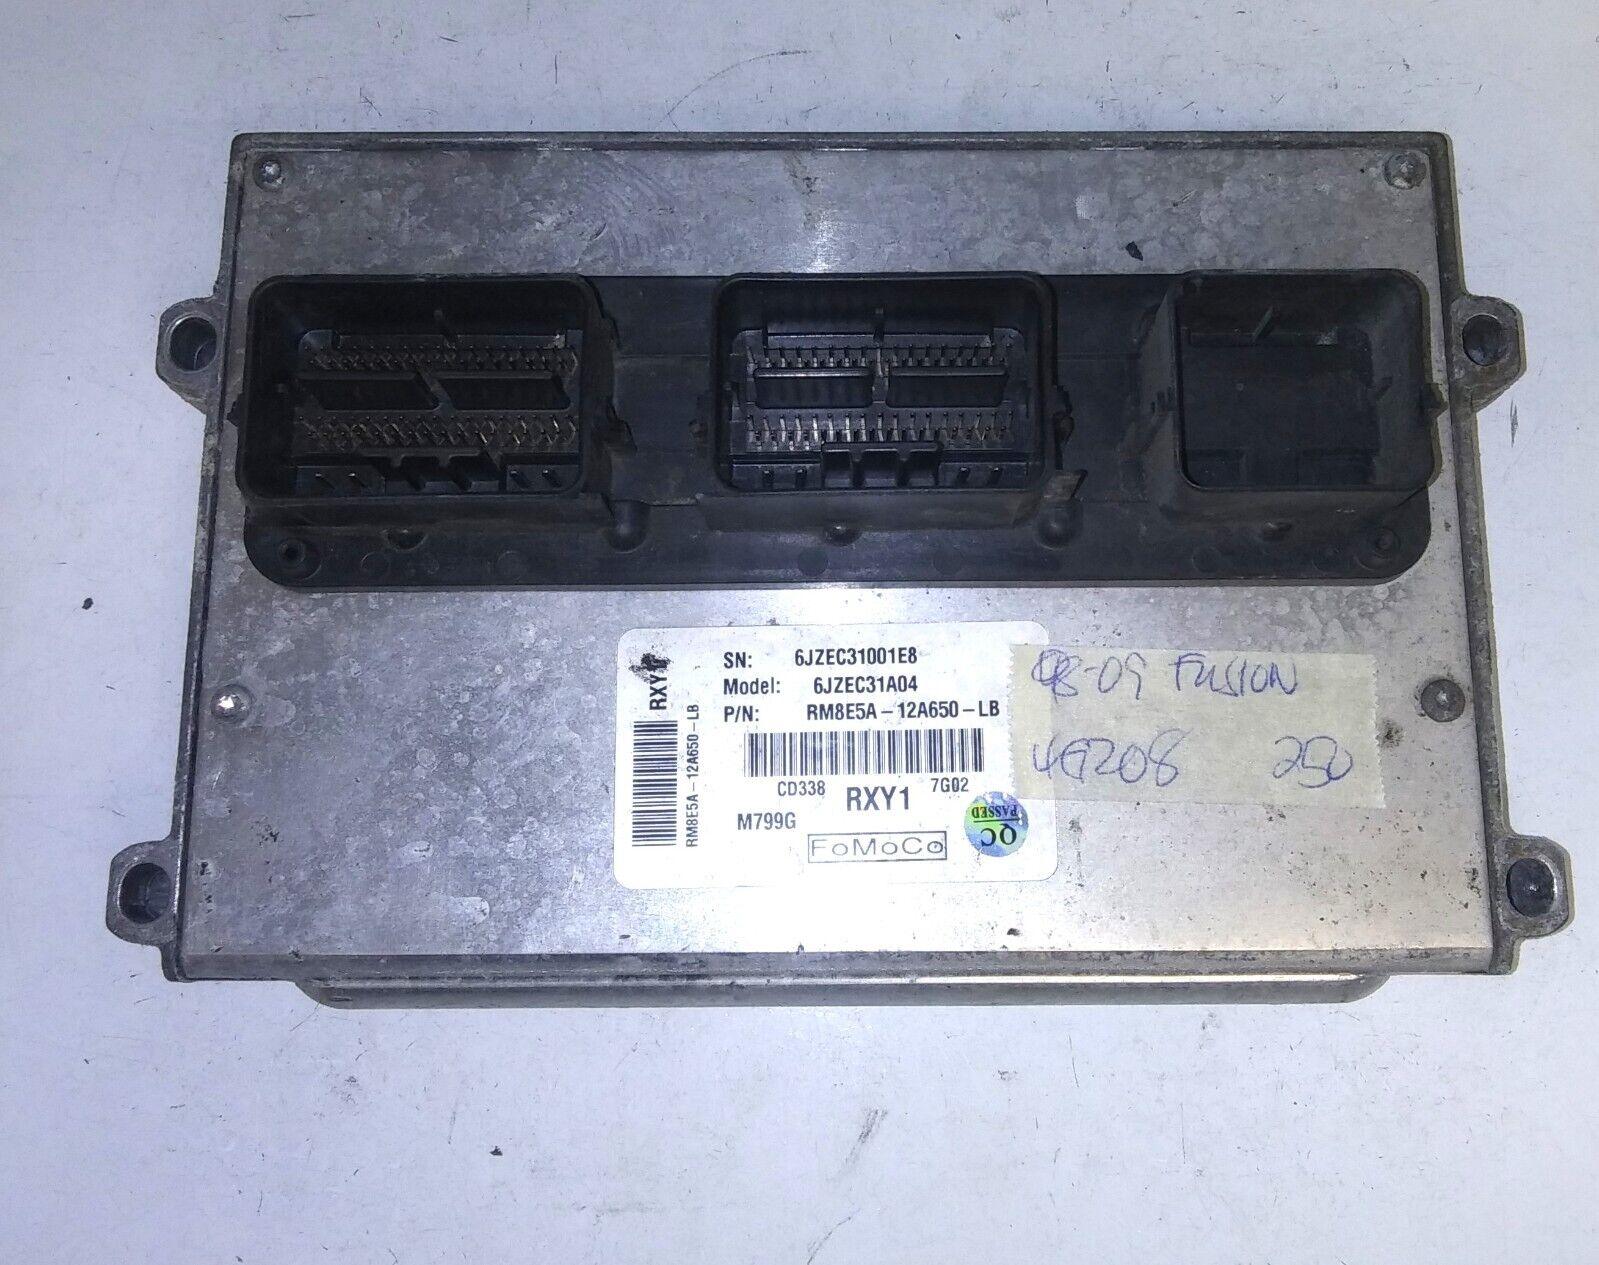 SN: 6JZEC31001E8
Model: 6JZEC31A04
P/N: RM8E5A-12A650-LB
CD338 RXY1 7G02
M799G
FoMoCo
QC
PASSED
RXY1
RM8E5A-12A650-LB
08-09 FUSION
250